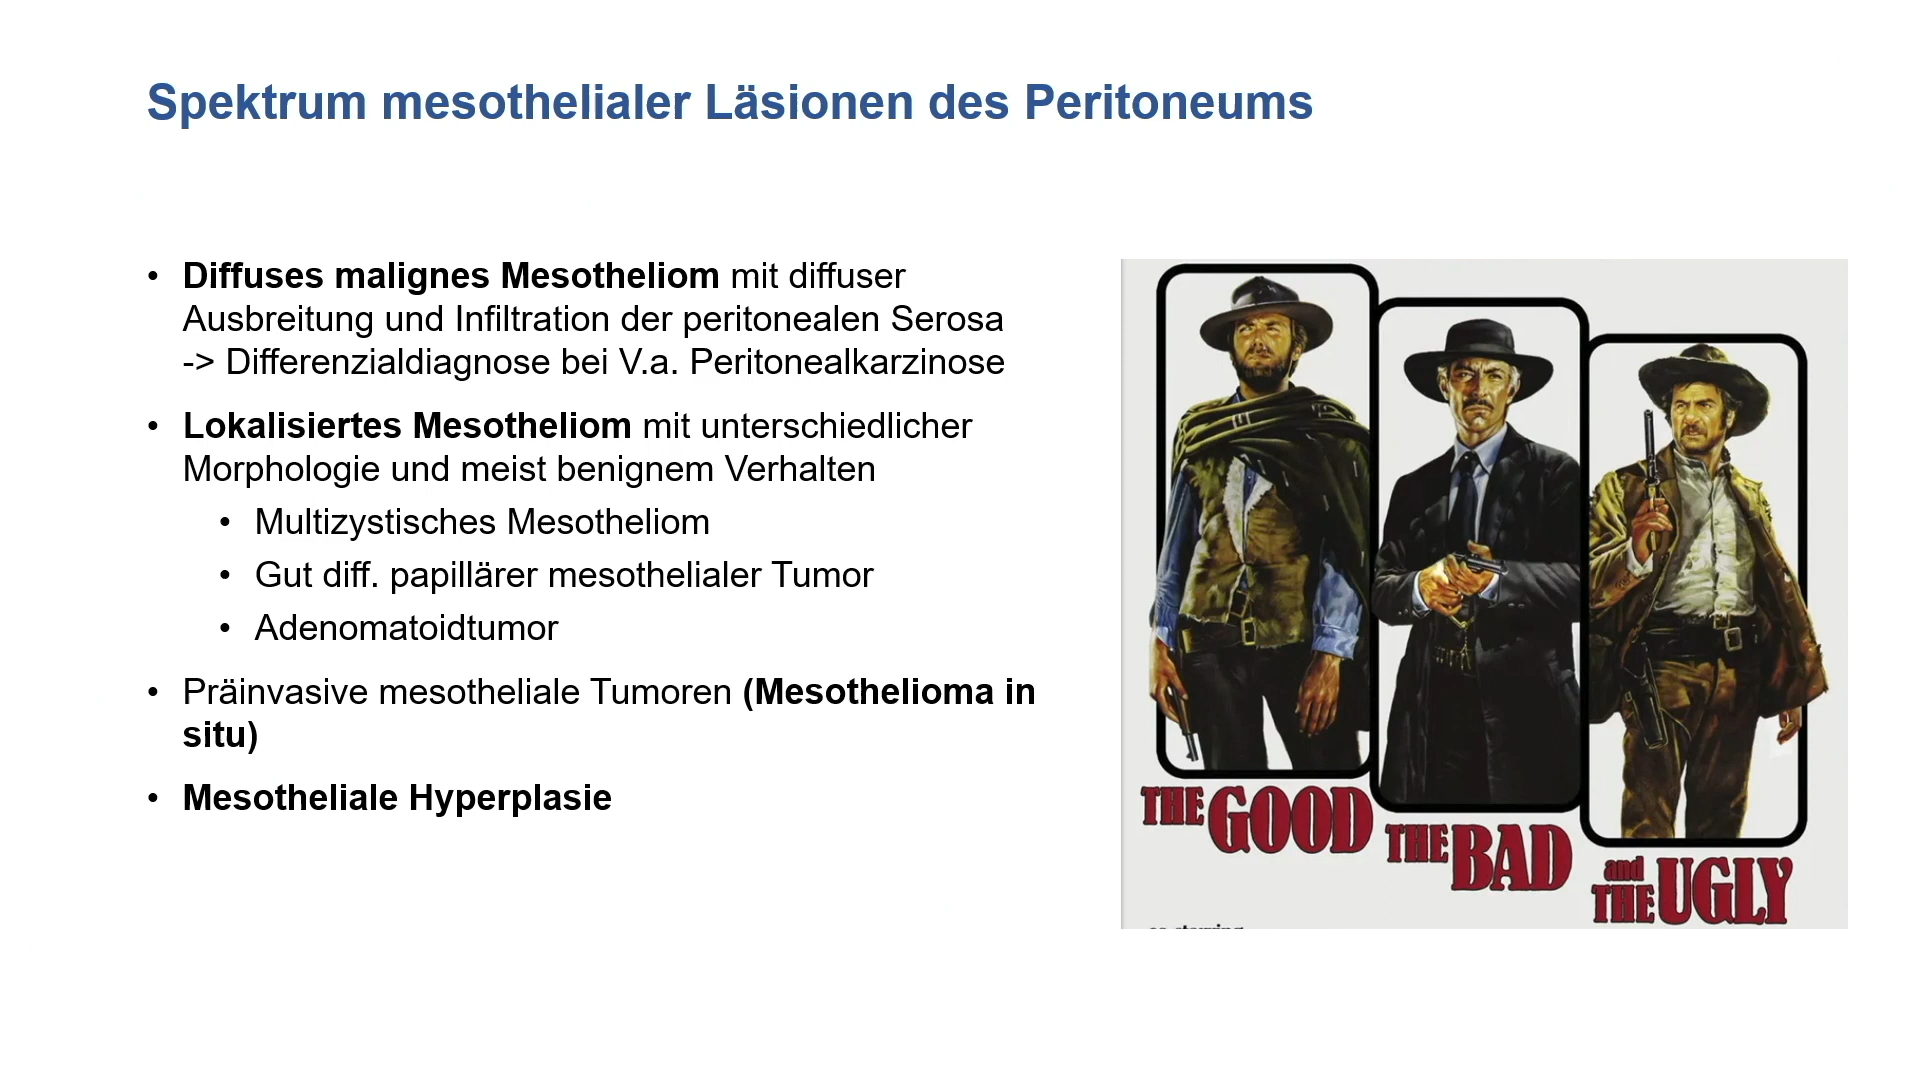 Spektrum mesothelialer Läsionen des Peritoneums
• Diffuses malignes Mesotheliom mit diffuser
Ausbreitung und Infiltration der peritonealen Serosa
-> Differenzialdiagnose bei V.a. Peritonealkarzinose
• Lokalisiertes Mesotheliom mit unterschiedlicher
Morphologie und meist benignem Verhalten
• Multizystisches Mesotheliom
• Gut diff. papillärer mesothelialer Tumor
• Adenomatoidtumor
• Präinvasive mesotheliale Tumoren (Mesothelioma in
situ)
• Mesotheliale Hyperplasie
THE GOOD
THE BAD
and
THE UGLY